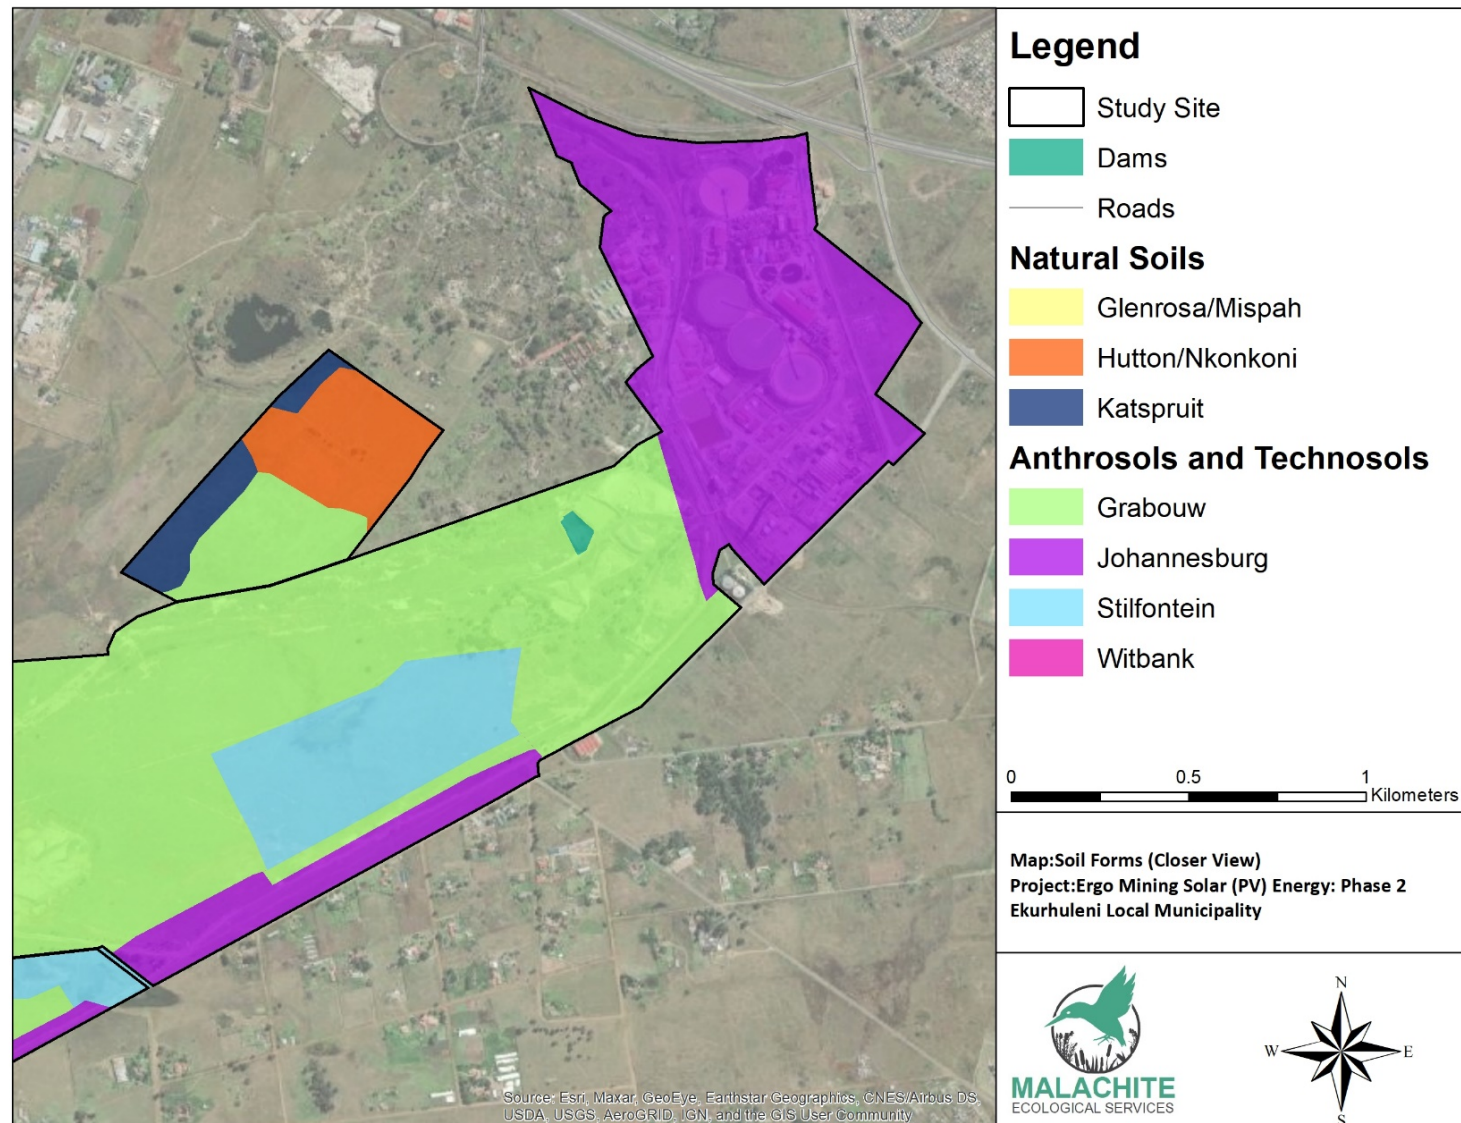 Legend
Study Site
Dams
Roads
Natural Soils
Glenrosa/Mispah
Hutton/Nkonkoni
Katspruit
Anthrosols and Technosols
Grabouw
Johannesburg
Stilfontein
Witbank
0 0.5 1
Kilometers
Map:Soil Forms (Closer View)
Project:Ergo Mining Solar (PV) Energy: Phase 2
Ekurhuleni Local Municipality
MALACHITE
ECOLOGICAL SERVICES
N
W E
S
Source: Esri, Maxar, GeoEye, Earthstar Geographics, CNES/Airbus DS,
USDA, USGS, AeroGRID, IGN, and the GIS User Community